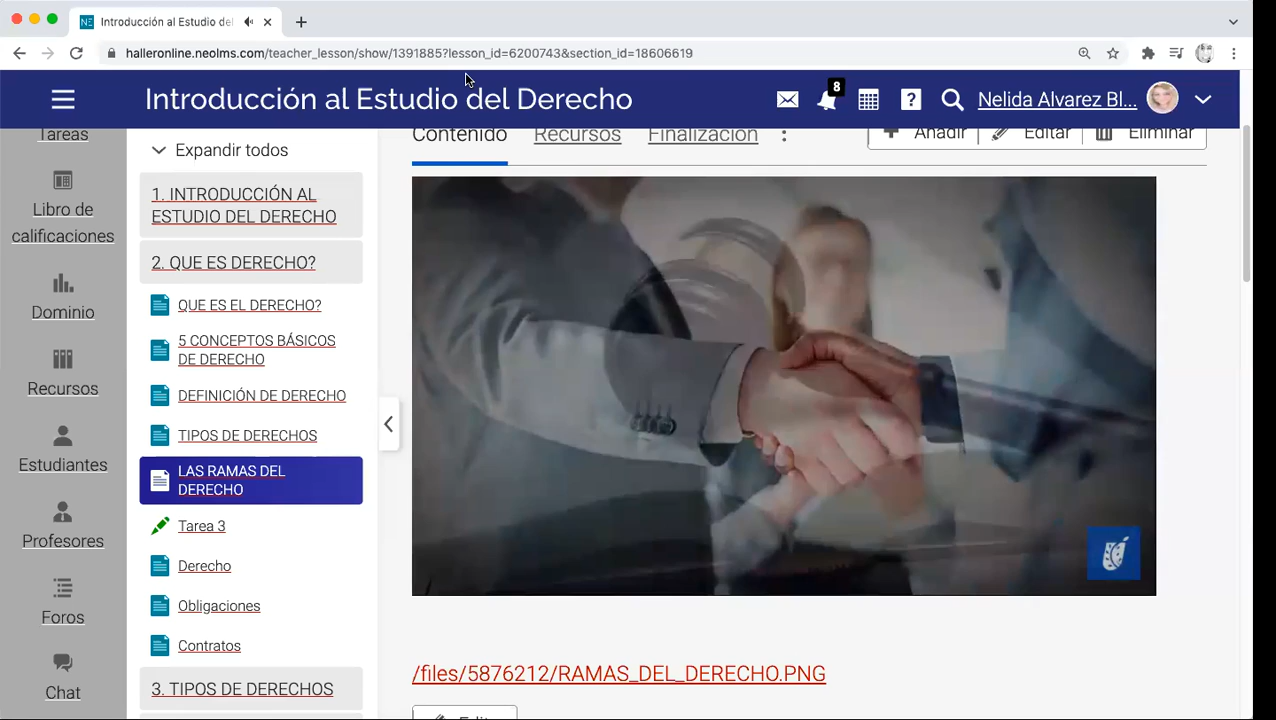 Introducción al Estudio del
halleronline.neolms.com/teacher_lesson/show/1391885?lesson_id=6200743&section_id=18606619
Introducción al Estudio del Derecho
8
Nelida Alvarez Bl...
Tareas
Libro de
calificaciones
Dominio
Recursos
Estudiantes
Profesores
Foros
Chat
Expandir todos
1. INTRODUCCIÓN AL
ESTUDIO DEL DERECHO
2. QUE ES DERECHO?
QUE ES EL DERECHO?
5 CONCEPTOS BÁSICOS
DE DERECHO
DEFINICIÓN DE DERECHO
TIPOS DE DERECHOS
LAS RAMAS DEL
DERECHO
Tarea 3
Derecho
Obligaciones
Contratos
3. TIPOS DE DERECHOS
Contenido Recursos Finalización
Añadir Editar Eliminar
/files/5876212/RAMAS_DEL_DERECHO.PNG